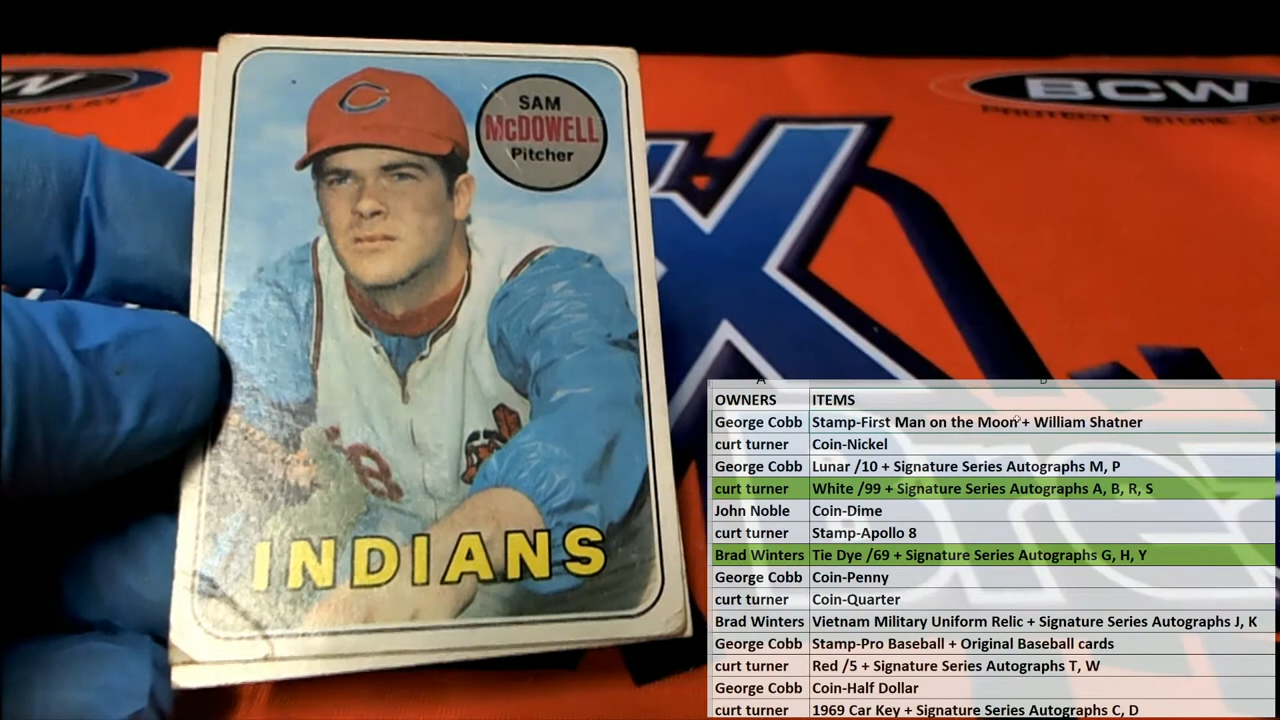 SAM
McDOWELL
Pitcher
C
INDIANS
BCW
PROTECT STORE
OWNERS ITEMS
George Cobb Stamp-First Man on the Moon + William Shatner
curt turner Coin-Nickel
George Cobb Lunar /10 + Signature Series Autographs M, P
curt turner White /99 + Signature Series Autographs A, B, R, S
John Noble Coin-Dime
curt turner Stamp-Apollo 8
Brad Winters Tie Dye /69 + Signature Series Autographs G, H, Y
George Cobb Coin-Penny
curt turner Coin-Quarter
Brad Winters Vietnam Military Uniform Relic + Signature Series Autographs J, K
George Cobb Stamp-Pro Baseball + Original Baseball cards
curt turner Red /5 + Signature Series Autographs T, W
George Cobb Coin-Half Dollar
curt turner 1969 Car Key + Signature Series Autographs C, D